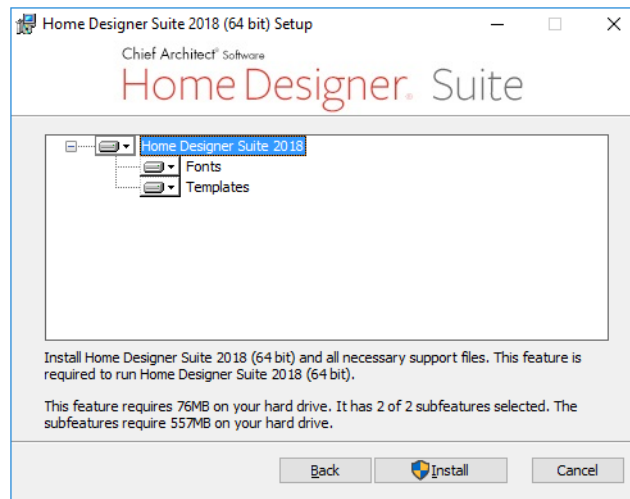 Home Designer Suite 2018 (64 bit) Setup
Chief Architect® Software
Home Designer® Suite
Home Designer Suite 2018
Fonts
Templates
Install Home Designer Suite 2018 (64 bit) and all necessary support files. This feature is
required to run Home Designer Suite 2018 (64 bit).
This feature requires 76MB on your hard drive. It has 2 of 2 subfeatures selected. The
subfeatures require 557MB on your hard drive.
Back Install Cancel